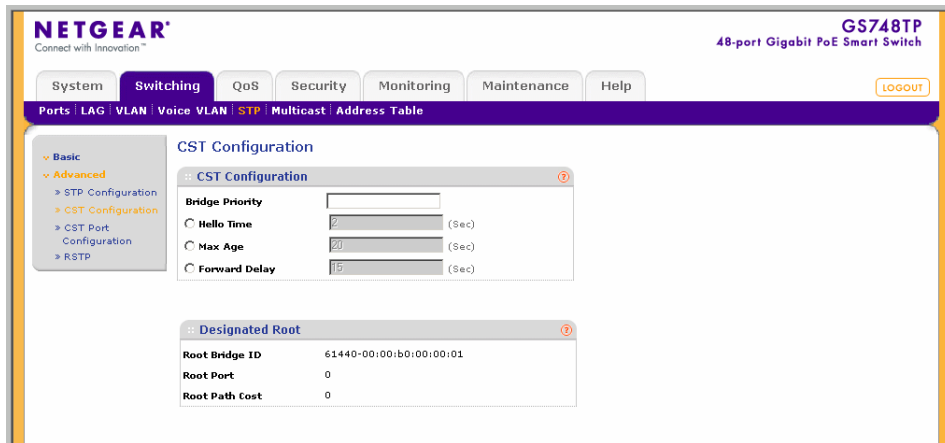 NETGEAR®
Connect with Innovation™
GS748TP
48-port Gigabit PoE Smart Switch
System Switching QoS Security Monitoring Maintenance Help LOGOUT
Ports LAG VLAN Voice VLAN STP Multicast Address Table
Basic
Advanced
» STP Configuration
» CST Configuration
» CST Port
Configuration
» RSTP
CST Configuration
:: CST Configuration ?
Bridge Priority
Hello Time 2 (Sec)
Max Age 20 (Sec)
Forward Delay 15 (Sec)
:: Designated Root ?
Root Bridge ID 61440-00:00:b0:00:00:01
Root Port 0
Root Path Cost 0